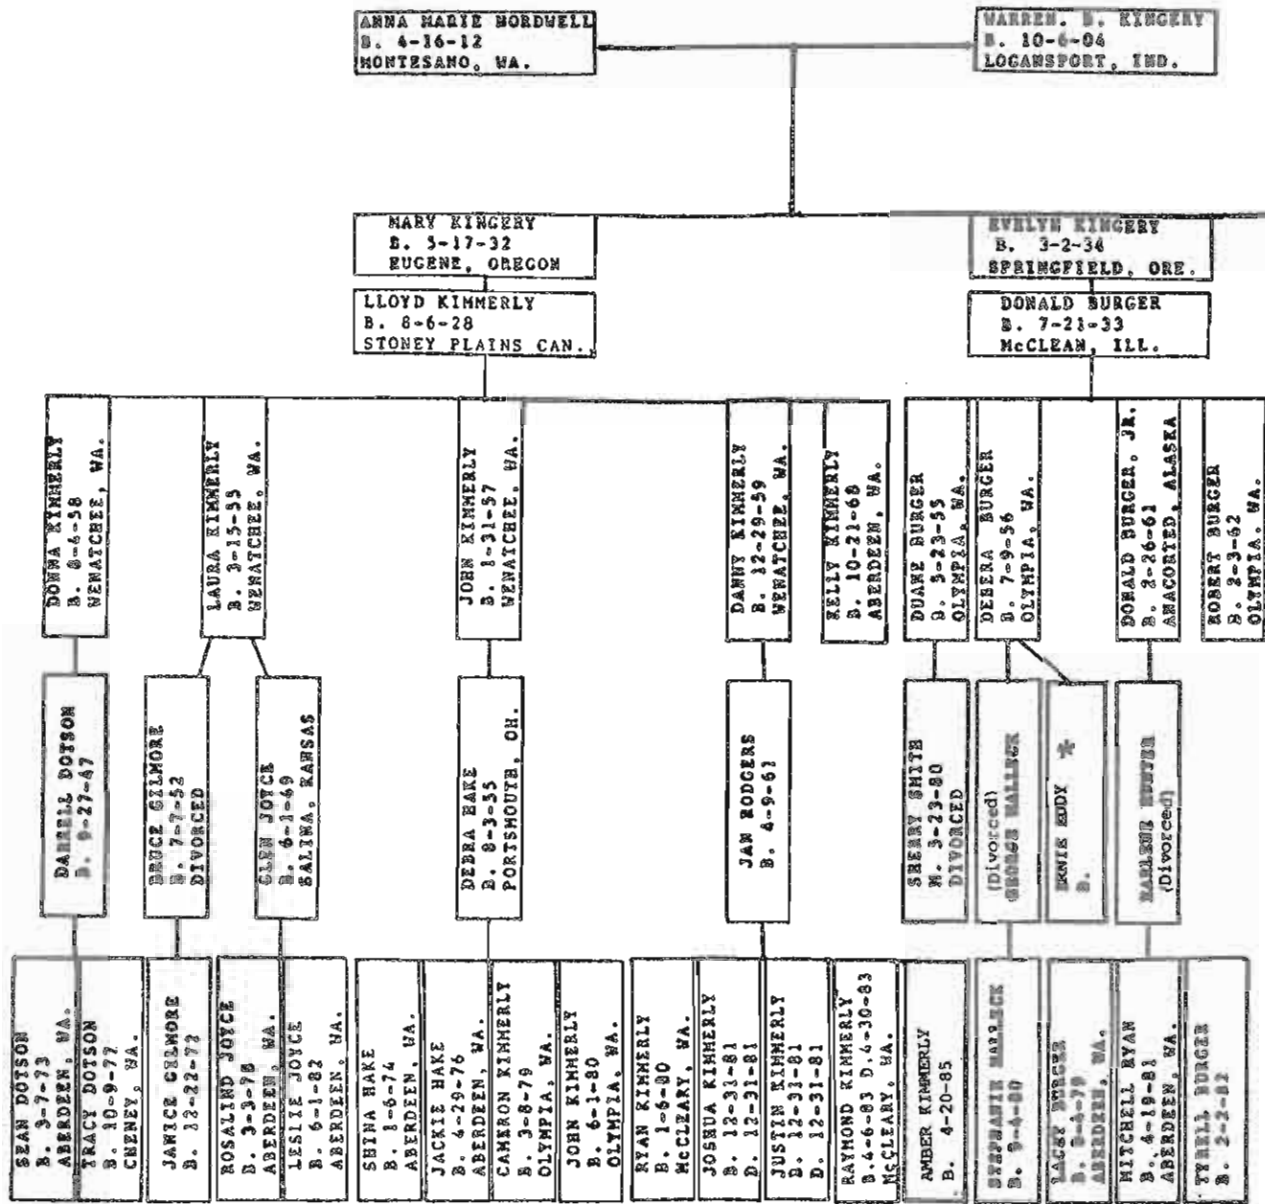 ANNA MARIE NORDWELL
B. 4-16-12
MONTESANO, WA.
WARREN. B. KINGERY
B. 10-6-04
LOGANSPORT, IND.
MARY KINGERY
B. 5-17-32
EUGENE, OREGON
EVELYN KINGERY
B. 3-2-34
SPRINGFIELD, ORE.
LLOYD KIMMERLY
B. 8-6-28
STONEY PLAINS CAN.
DONALD BURGER
B. 7-21-33
McCLEAN, ILL.
DONNA KIMMERLY
WENATCHEE, WA.
LAURA KIMMERLY
B. 3-15-55
WENATCHEE, WA.
JOHN KIMMERLY
B. 1-31-57
WENATCHEE, WA.
DANNY KIMMERLY
B. 12-29-59
WENATCHEE, WA.
KELLY KIMMERLY
B. 10-21-68
ABERDEEN, WA.
DUANE BURGER
B. 5-23-55
OLYMPIA, WA.
DEBERA BURGER
B. 7-9-56
OLYMPIA, WA.
DONALD BURGER, JR.
B. 2-26-61
ANACORTED, ALASKA
ROBERT BURGER
B. 2-3-62
OLYMPIA, WA.
DARRELL DOTSON
B. 9-27-47
BRUCE GILMORE
B. 7-7-52
DIVORCED
GLEN JOYCE
B. 6-1-49
SALINA, KANSAS
DEBRA HAKE
B. 8-3-55
PORTSMOUTH, OH.
JAN RODGERS
B. 4-9-61
SHERRY SMITH
M. 3-23-80
DIVORCED
(Divorced)
GEORGE
ERNIE RUDY *
B.
HUNTER
(Divorced)
SEAN DOTSON
B. 3-7-73
ABERDEEN, WA.
TRACY DOTSON
B. 10-9-77
CHENEY, WA.
JANICE GILMORE
B. 12-22-72
ROSALIND JOYCE
B. 3-3-78
ABERDEEN, WA.
LESLIE JOYCE
B. 6-1-82
ABERDEEN, WA.
SHINA HAKE
B. 1-6-74
ABERDEEN, WA.
JACKIE HAKE
B. 4-29-76
ABERDEEN, WA.
CAMERON KIMMERLY
B. 3-8-79
OLYMPIA, WA.
JOHN KIMMERLY
B. 6-1-80
OLYMPIA, WA.
RYAN KIMMERLY
B. 1-6-80
McCLEARY, WA.
JOSHUA KIMMERLY
B. 12-31-81
D. 12-31-81
JUSTIN KIMMERLY
D. 12-31-81
D. 12-31-81
RAYMOND KIMMERLY
B.4-6-83 D.4-30-83
McCLEARY, WA.
AMBER KIMMERLY
B. 4-20-85
STEPHANIE
LACEY BURGER
ABERDEEN, WA.
MITCHELL RYAN
B. 4-19-81
ABERDEEN, WA.
TYRELL BURGER
B. 2-2-82